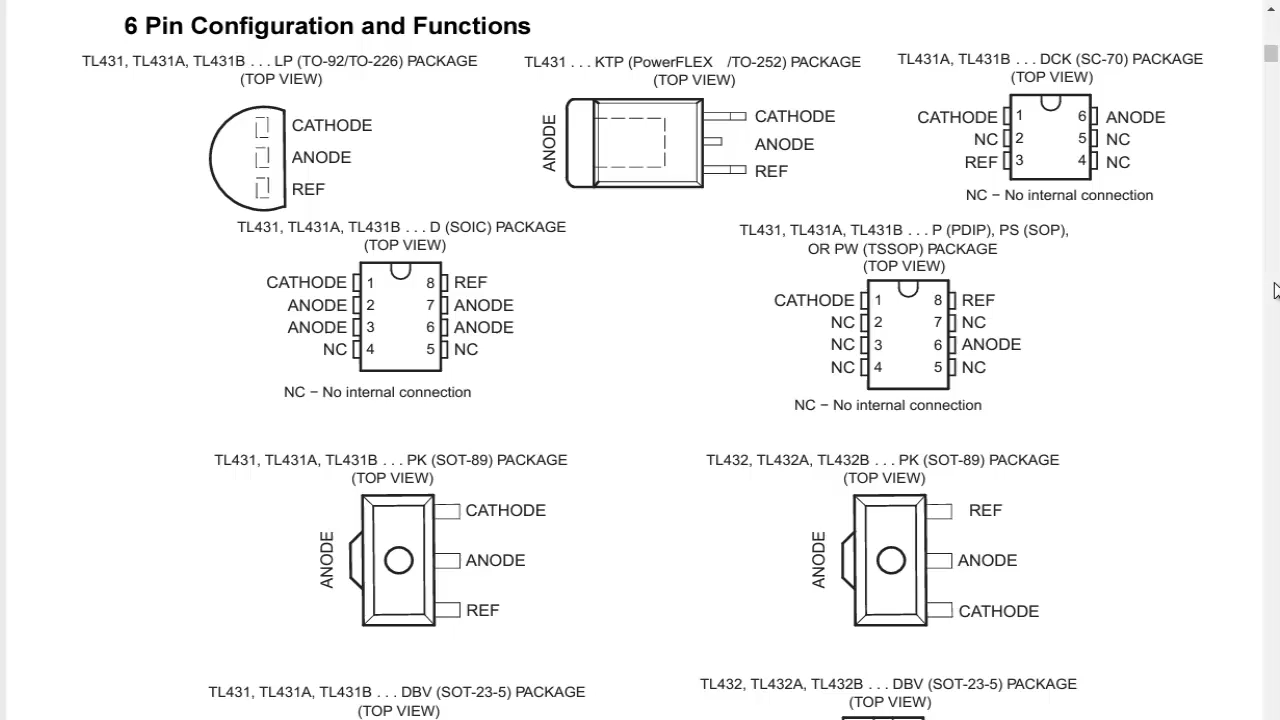 6 Pin Configuration and Functions
TL431, TL431A, TL431B . . . LP (TO-92/TO-226) PACKAGE
(TOP VIEW)
CATHODE
ANODE
REF
TL431 . . . KTP (PowerFLEX /TO-252) PACKAGE
(TOP VIEW)
ANODE
CATHODE
ANODE
REF
TL431A, TL431B . . . DCK (SC-70) PACKAGE
(TOP VIEW)
CATHODE 1 6 ANODE
NC 2 5 NC
REF 3 4 NC
NC − No internal connection
TL431, TL431A, TL431B . . . D (SOIC) PACKAGE
(TOP VIEW)
CATHODE 1 8 REF
ANODE 2 7 ANODE
ANODE 3 6 ANODE
NC 4 5 NC
NC − No internal connection
TL431, TL431A, TL431B . . . P (PDIP), PS (SOP),
OR PW (TSSOP) PACKAGE
(TOP VIEW)
CATHODE 1 8 REF
NC 2 7 NC
NC 3 6 ANODE
NC 4 5 NC
NC − No internal connection
TL431, TL431A, TL431B . . . PK (SOT-89) PACKAGE
(TOP VIEW)
ANODE
CATHODE
ANODE
REF
TL432, TL432A, TL432B . . . PK (SOT-89) PACKAGE
(TOP VIEW)
ANODE
REF
ANODE
CATHODE
TL431, TL431A, TL431B . . . DBV (SOT-23-5) PACKAGE
(TOP VIEW)
TL432, TL432A, TL432B . . . DBV (SOT-23-5) PACKAGE
(TOP VIEW)